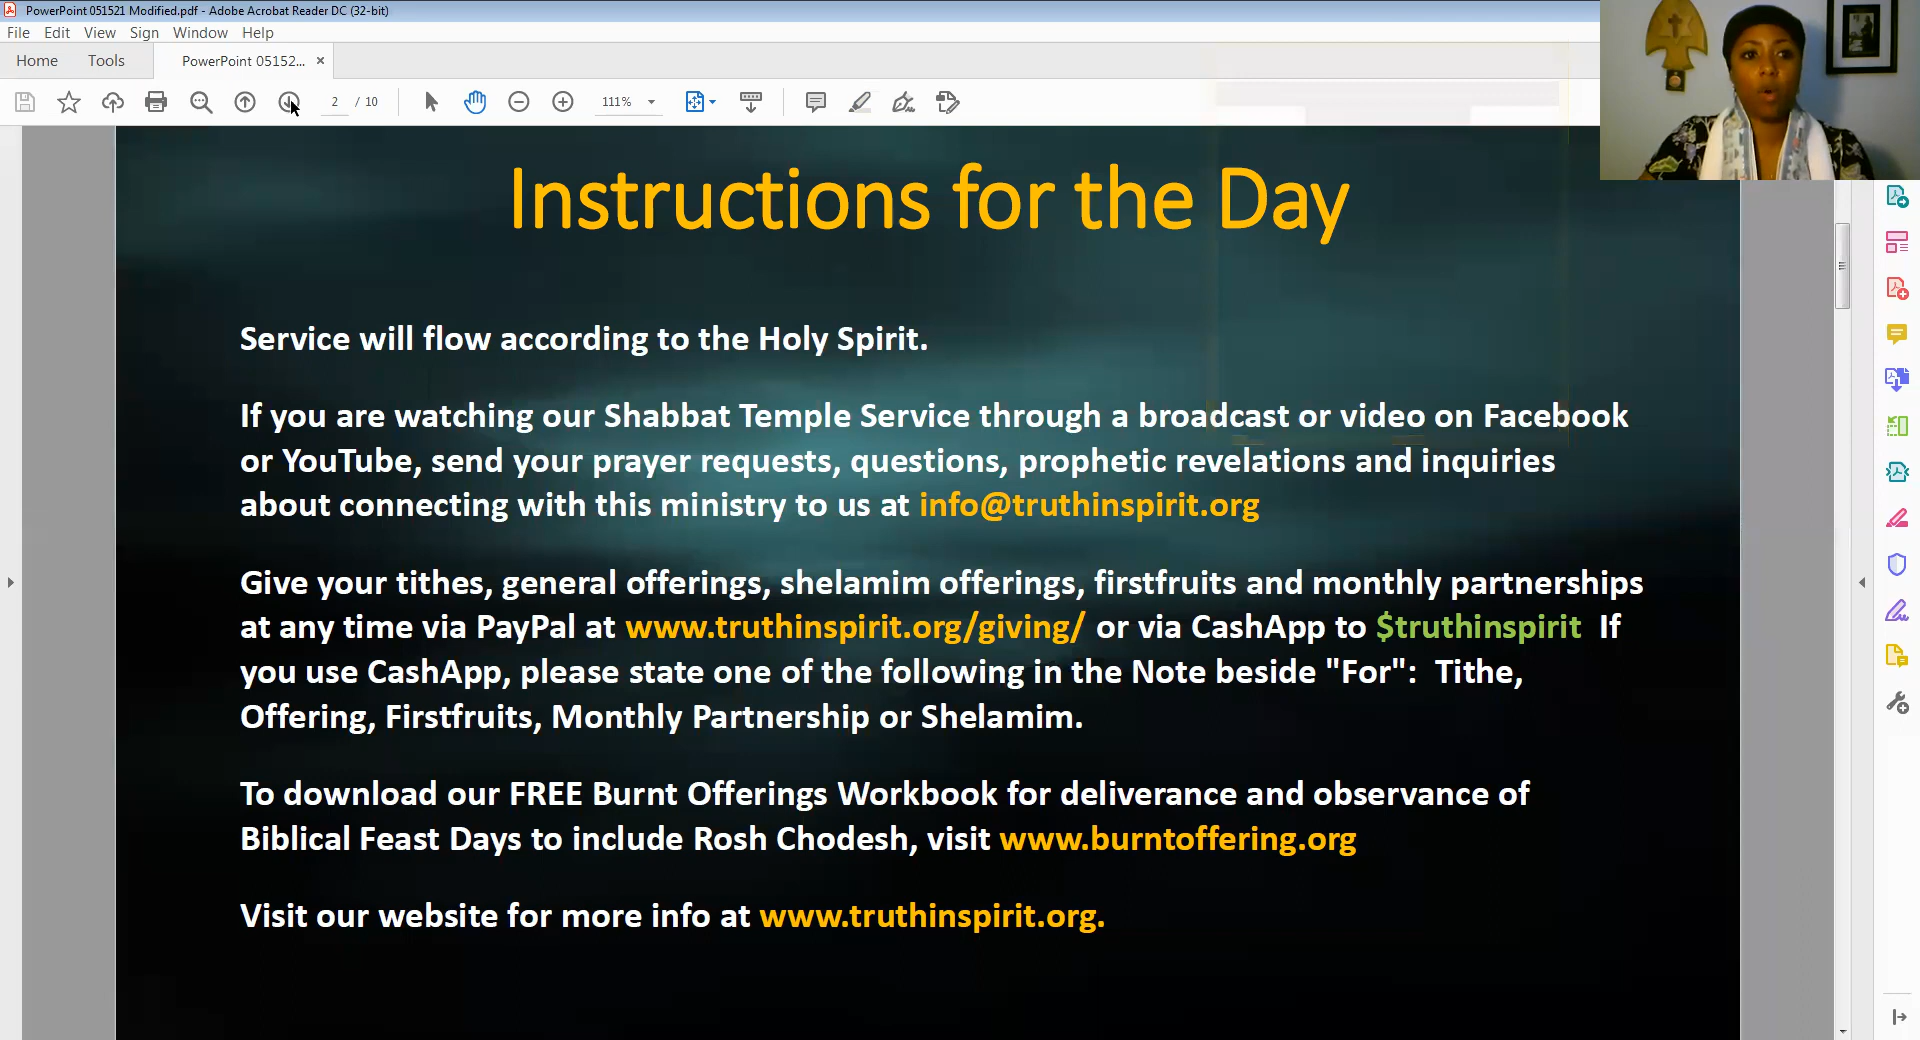 PowerPoint 051521 Modified.pdf - Adobe Acrobat Reader DC (32-bit)
File Edit View Sign Window Help
Home Tools PowerPoint 05152... ×
2 / 10 111%
Instructions for the Day
Service will flow according to the Holy Spirit.
If you are watching our Shabbat Temple Service through a broadcast or video on Facebook
or YouTube, send your prayer requests, questions, prophetic revelations and inquiries
about connecting with this ministry to us at info@truthinspirit.org
Give your tithes, general offerings, shelamim offerings, firstfruits and monthly partnerships
at any time via PayPal at www.truthinspirit.org/giving/ or via CashApp to $truthinspirit If
you use CashApp, please state one of the following in the Note beside "For": Tithe,
Offering, Firstfruits, Monthly Partnership or Shelamim.
To download our FREE Burnt Offerings Workbook for deliverance and observance of
Biblical Feast Days to include Rosh Chodesh, visit www.burntoffering.org
Visit our website for more info at www.truthinspirit.org.